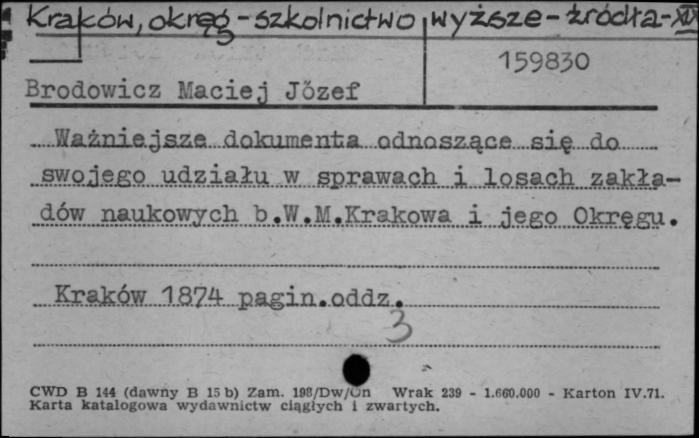 Kraków, okręg - szkolnictwo wyższe - źródła - XIX
159830
Brodowicz Maciej Józef
Ważniejsze dokumenta odnoszące się do
swojego udziału w sprawach i losach zakła-
dów naukowych b.W.M.Krakowa i jego Okręgu.
Kraków 1874 pagin.oddz.
3
CWD B 144 (dawny B 15 b) Zam. 198/Dw/Un Wrak 239 - 1.660.000 - Karton IV.71.
Karta katalogowa wydawnictw ciągłych i zwartych.